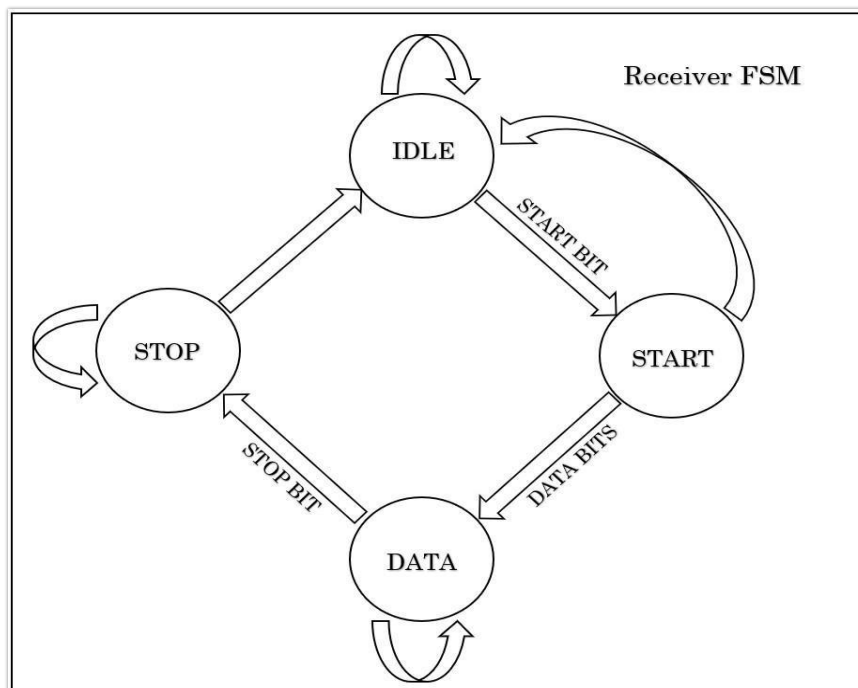 Receiver FSM
IDLE
START BIT
STOP
START
STOP BIT
DATA BITS
DATA